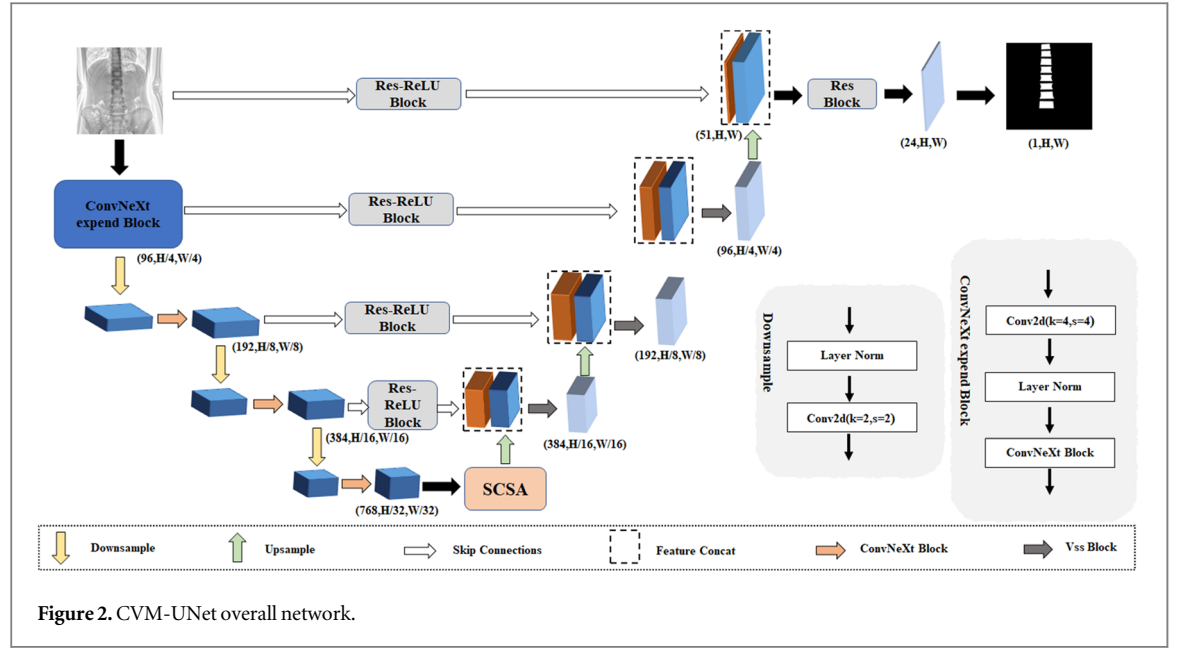 Res-ReLU
Block
Res
Block
(51,H,W)
(24,H,W)
(1,H,W)
ConvNeXt
expend Block
Res-ReLU
Block
(96,H/4,W/4)
(96,H/4,W/4)
Res-ReLU
Block
(192,H/8,W/8)
(192,H/8,W/8)
Res-
ReLU
Block
(384,H/16,W/16)
(384,H/16,W/16)
SCSA
(768,H/32,W/32)
Downsample
Layer Norm
Conv2d(k=2,s=2)
ConvNeXt expend Block
Conv2d(k=4,s=4)
Layer Norm
ConvNeXt Block
Downsample
Upsample
Skip Connections
Feature Concat
ConvNeXt Block
Vss Block
Figure 2. CVM-UNet overall network.